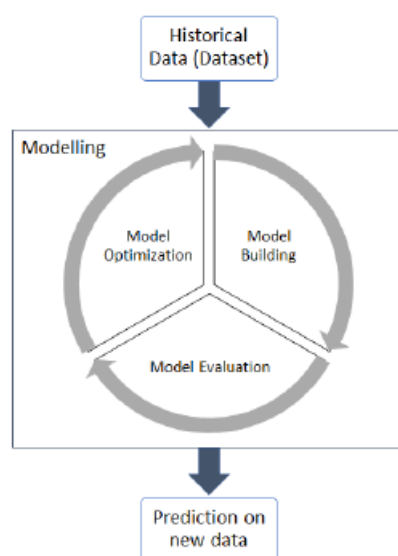 Historical
Data (Dataset)
Modelling
Model
Optimization
Model
Building
Model Evaluation
Prediction on
new data